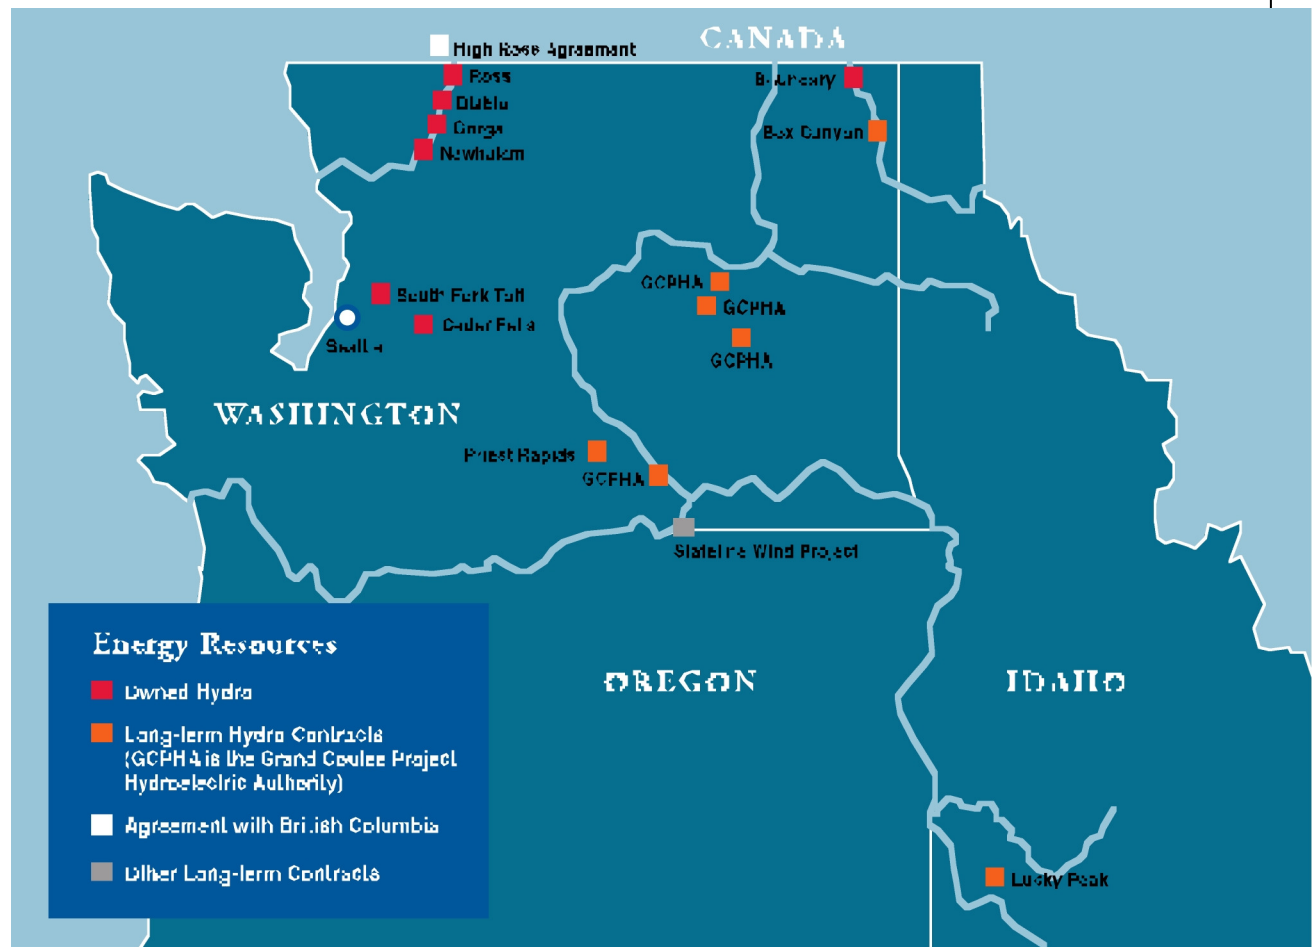 CANADA
High Ross Agreement
Ross
Diablo
Gorge
Newhalem
Boundary
Box Canyon
GCPHA
GCPHA
GCPHA
South Fork Tolt
Cedar Falls
Seattle
WASHINGTON
Priest Rapids
GCPHA
Stateline Wind Project
OREGON
IDAHO
Lucky Peak
Energy Resources
Owned Hydro
Long-term Hydro Contracts
(GCPHA is the Grand Coulee Project
Hydroelectric Authority)
Agreement with British Columbia
Other Long-term Contracts